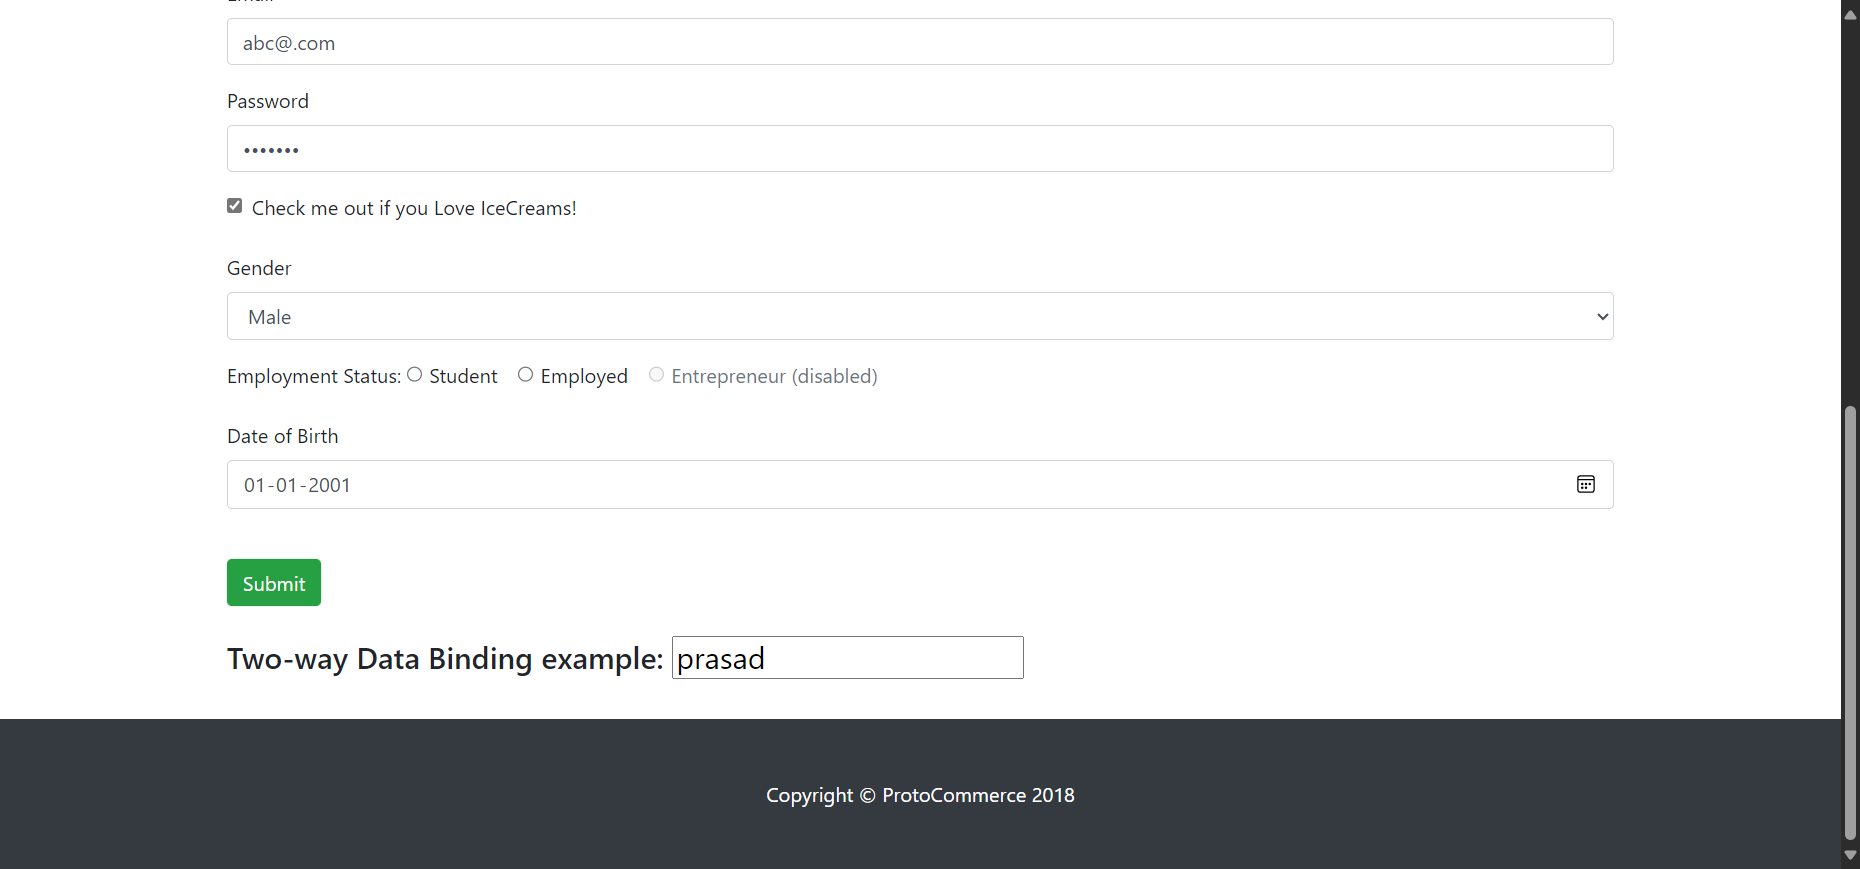 abc@.com
Password
•••••••
Check me out if you Love IceCreams!
Gender
Male
Employment Status: Student Employed Entrepreneur (disabled)
Date of Birth
01-01-2001
Submit
Two-way Data Binding example: prasad
Copyright © ProtoCommerce 2018